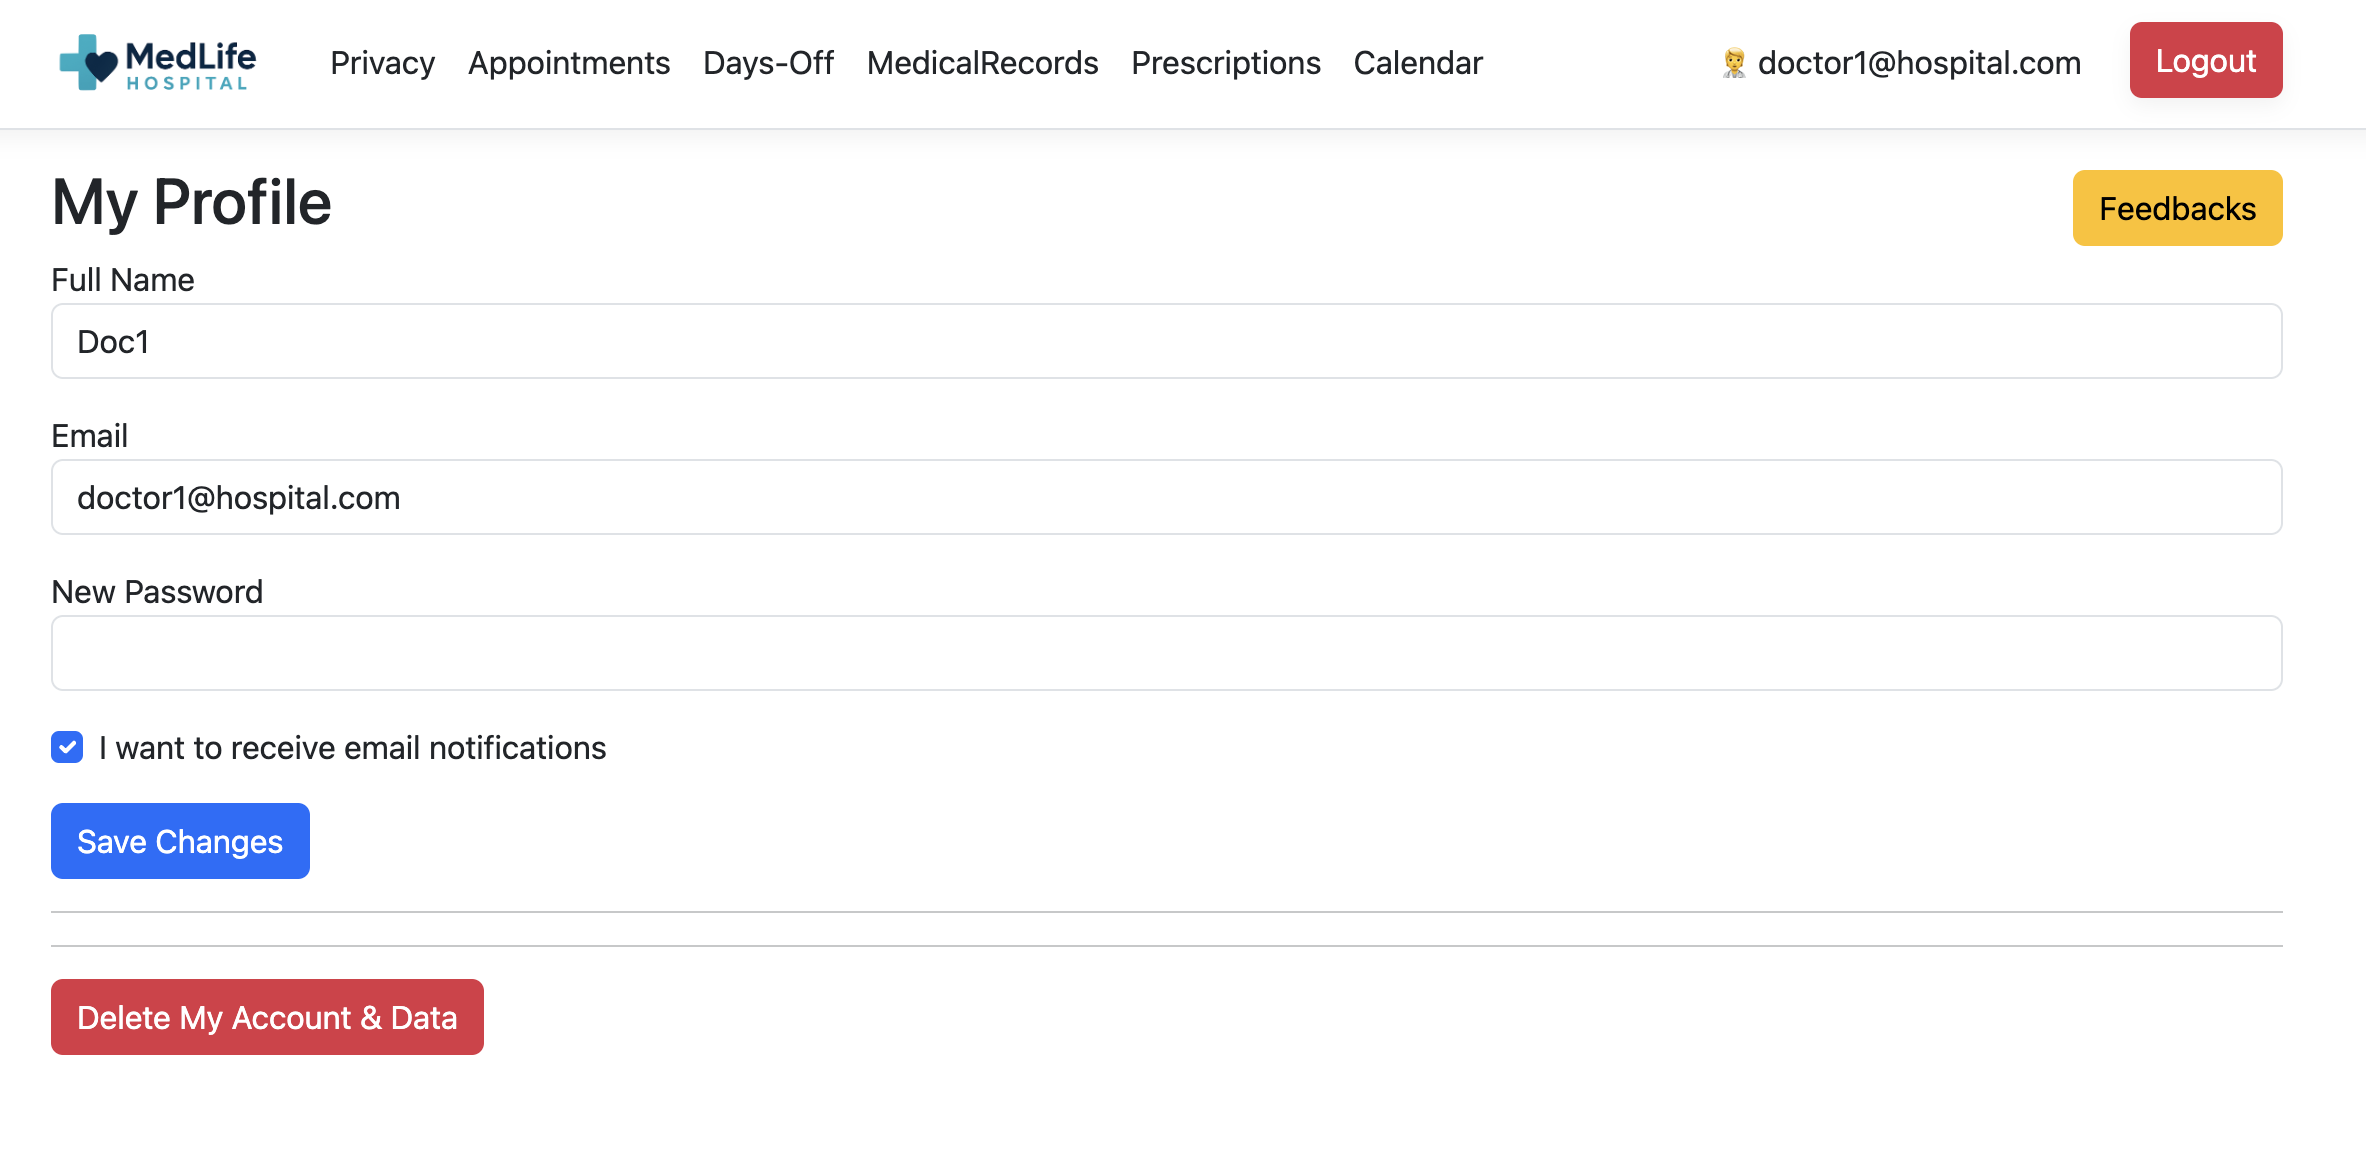 MedLife
HOSPITAL
Privacy Appointments Days-Off MedicalRecords Prescriptions Calendar doctor1@hospital.com Logout
My Profile Feedbacks
Full Name
Doc1
Email
doctor1@hospital.com
New Password
I want to receive email notifications
Save Changes
Delete My Account & Data